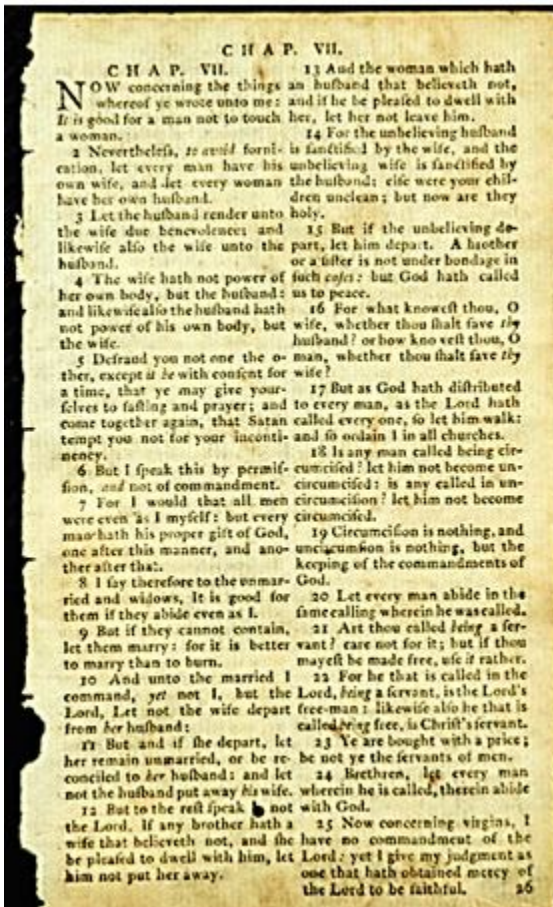 CHAP. VII.
CHAP. VII.
NOW concerning the things
whereof ye wrote unto me:
It is good for a man not to touch
a woman.
2 Nevertheleſs, to avoid forni-
cation, let every man have his
own wife, and let every woman
have her own huſband.
3 Let the huſband render unto
the wife due benevolence: and
likewiſe alſo the wife unto the
huſband.
4 The wife hath not power of
her own body, but the huſband:
and likewiſe alſo the huſband hath
not power of his own body, but
the wife.
5 Defraud you not one the o-
ther, except it be with conſent for
a time, that ye may give your-
ſelves to faſting and prayer; and
come together again, that Satan
tempt you not for your inconti-
nency.
6 But I ſpeak this by permiſ-
ſion, and not of commandment.
7 For I would that all men
were even as I myſelf: but every
man hath his proper gift of God,
one after this manner, and ano-
ther after that.
8 I ſay therefore to the unmar-
ried and widows, It is good for
them if they abide even as I.
9 But if they cannot contain,
let them marry: for it is better
to marry than to burn.
10 And unto the married I
command, yet not I, but the
Lord, Let not the wife depart
from her huſband:
11 But and if ſhe depart, let
her remain unmarried, or be re-
conciled to her huſband: and let
not the huſband put away his wife.
12 But to the reſt ſpeak I, not
the Lord. If any brother hath a
wife that believeth not, and ſhe
be pleaſed to dwell with him, let
him not put her away.
13 And the woman which hath
an huſband that believeth not,
and if he be pleaſed to dwell with
her, let her not leave him.
14 For the unbelieving huſband
is ſanctified by the wife, and the
unbelieving wife is ſanctified by
the huſband: elſe were your chil-
dren unclean; but now are they
holy.
15 But if the unbelieving de-
part, let him depart. A brother
or a ſiſter is not under bondage in
ſuch caſes: but God hath called
us to peace.
16 For what knoweſt thou, O
wife, whether thou ſhalt ſave thy
huſband? or how knoweſt thou, O
man, whether thou ſhalt ſave thy
wife?
17 But as God hath diſtributed
to every man, as the Lord hath
called every one, ſo let him walk:
and ſo ordain I in all churches.
18 Is any man called being cir-
cumciſed? let him not become un-
circumciſed: is any called in un-
circumciſion? let him not become
circumciſed.
19 Circumciſion is nothing, and
uncircumſion is nothing, but the
keeping of the commandments of
God.
20 Let every man abide in the
ſame calling wherein he was called.
21 Art thou called being a ſer-
vant? care not for it; but if thou
mayeſt be made free, uſe it rather.
22 For he that is called in the
Lord, being a ſervant, is the Lord's
free-man: likewiſe alſo he that is
called being free, is Chriſt's ſervant.
23 Ye are bought with a price;
be not ye the ſervants of men.
24 Brethren, let every man
wherein he is called, therein abide
with God.
25 Now concerning virgins, I
have no commandment of the
Lord: yet I give my judgment as
one that hath obtained mercy of
the Lord to be faithful.
26